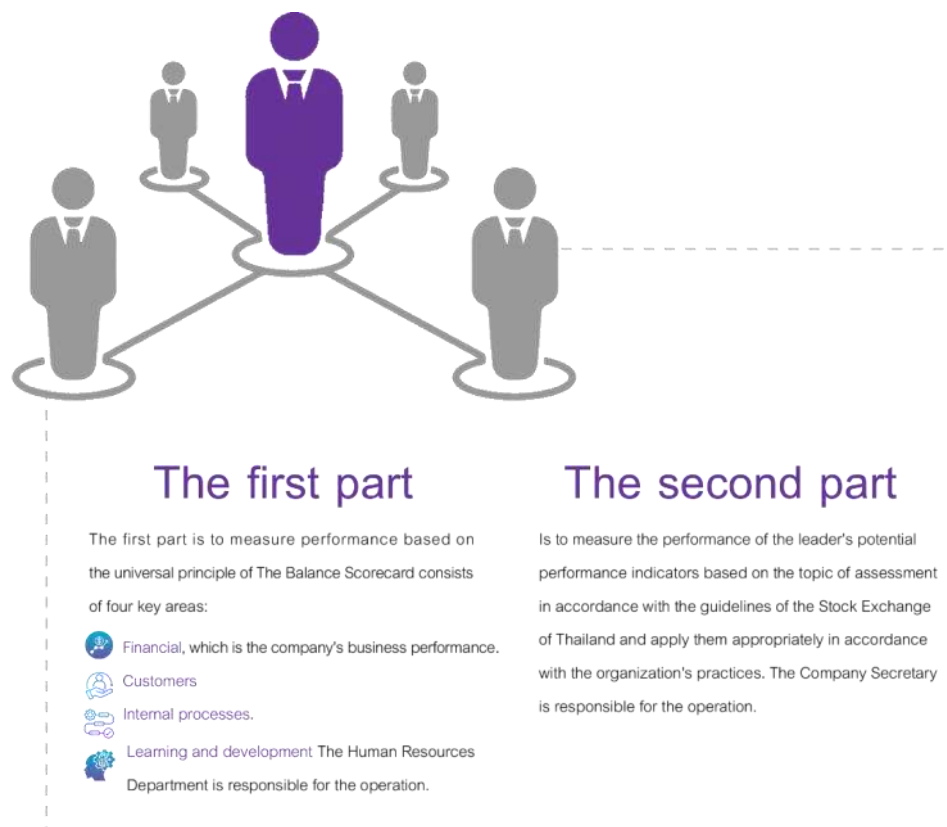 The first part
The first part is to measure performance based on
the universal principle of The Balance Scorecard consists
of four key areas:
Financial, which is the company's business performance.
Customers
Internal processes.
Learning and development The Human Resources
Department is responsible for the operation.
The second part
Is to measure the performance of the leader's potential
performance indicators based on the topic of assessment
in accordance with the guidelines of the Stock Exchange
of Thailand and apply them appropriately in accordance
with the organization's practices. The Company Secretary
is responsible for the operation.